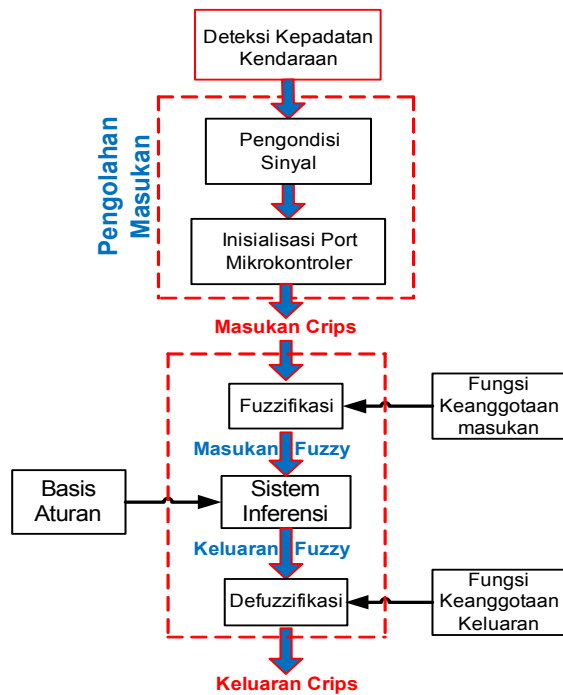 Deteksi Kepadatan
Kendaraan
Pengolahan
Masukan
Pengondisi
Sinyal
Inisialisasi Port
Mikrokontroler
Masukan Crips
Fuzzifikasi
Fungsi
Keanggotaan
masukan
Masukan Fuzzy
Basis
Aturan
Sistem
Inferensi
Keluaran Fuzzy
Defuzzifikasi
Fungsi
Keanggotaan
Keluaran
Keluaran Crips